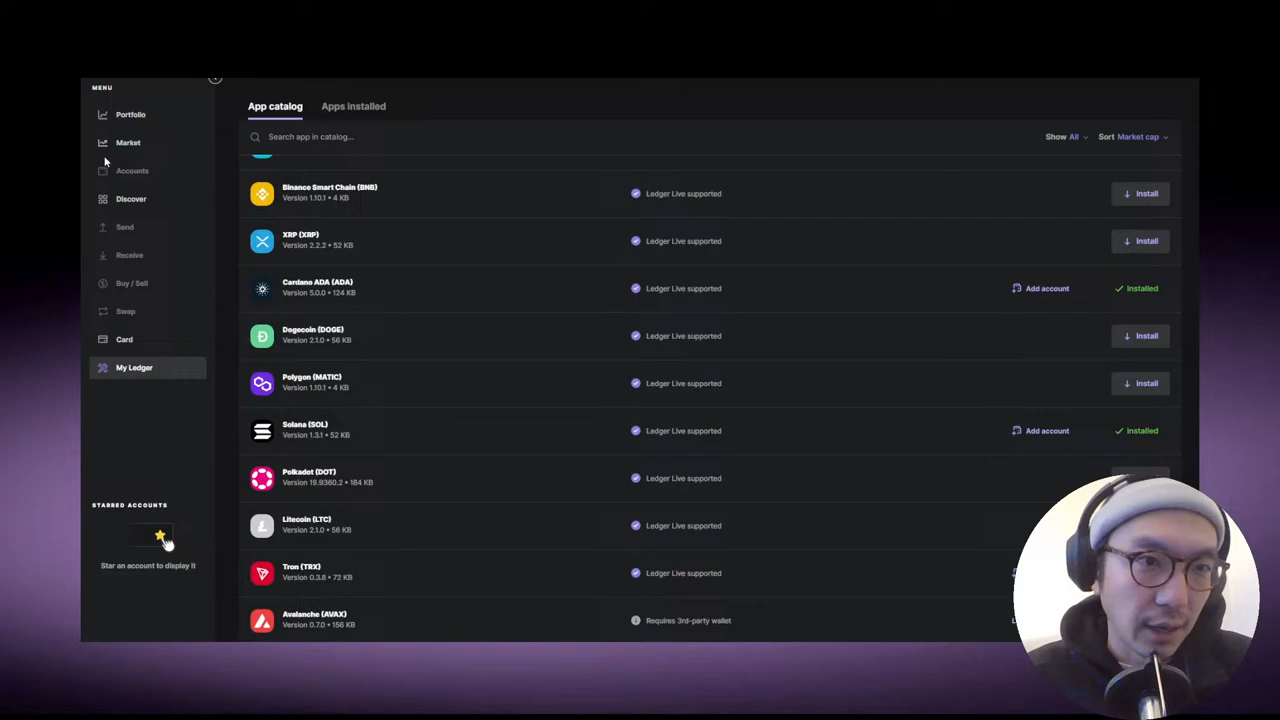 MENU
Portfolio
Market
Accounts
Discover
Send
Receive
Buy / Sell
Swap
Card
My Ledger
STARRED ACCOUNTS
Star an account to display it
App catalog Apps installed
Search app in catalog... Show All Sort Market cap
Binance Smart Chain (BNB)
Version 1.10.1 • 4 KB
Ledger Live supported
Install
XRP (XRP)
Version 2.2.2 • 52 KB
Ledger Live supported
Install
Cardano ADA (ADA)
Version 5.0.0 • 124 KB
Ledger Live supported
Add account
Installed
Dogecoin (DOGE)
Version 2.1.0 • 56 KB
Ledger Live supported
Install
Polygon (MATIC)
Version 1.10.1 • 4 KB
Ledger Live supported
Install
Solana (SOL)
Version 1.3.1 • 52 KB
Ledger Live supported
Add account
Installed
Polkadot (DOT)
Version 19.9360.2 • 184 KB
Ledger Live supported
Litecoin (LTC)
Version 2.1.0 • 56 KB
Ledger Live supported
Tron (TRX)
Version 0.3.8 • 72 KB
Ledger Live supported
Avalanche (AVAX)
Version 0.7.0 • 156 KB
Requires 3rd-party wallet